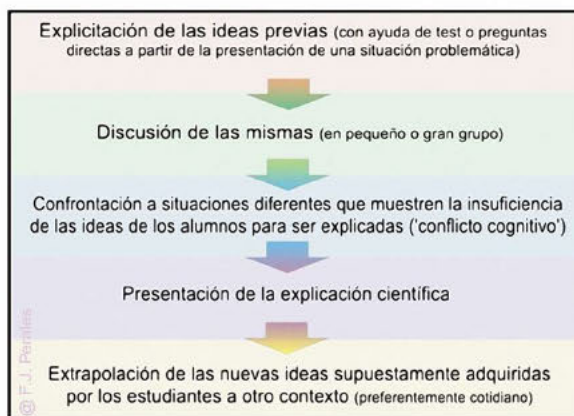 Explicitación de las ideas previas (con ayuda de test o preguntas
directas a partir de la presentación de una situación problemática)
Discusión de las mismas (en pequeño o gran grupo)
Confrontación a situaciones diferentes que muestren la insuficiencia
de las ideas de los alumnos para ser explicadas ('conflicto cognitivo')
Presentación de la explicación científica
Extrapolación de las nuevas ideas supuestamente adquiridas
por los estudiantes a otro contexto (preferentemente cotidiano)
@ F.J. Perales